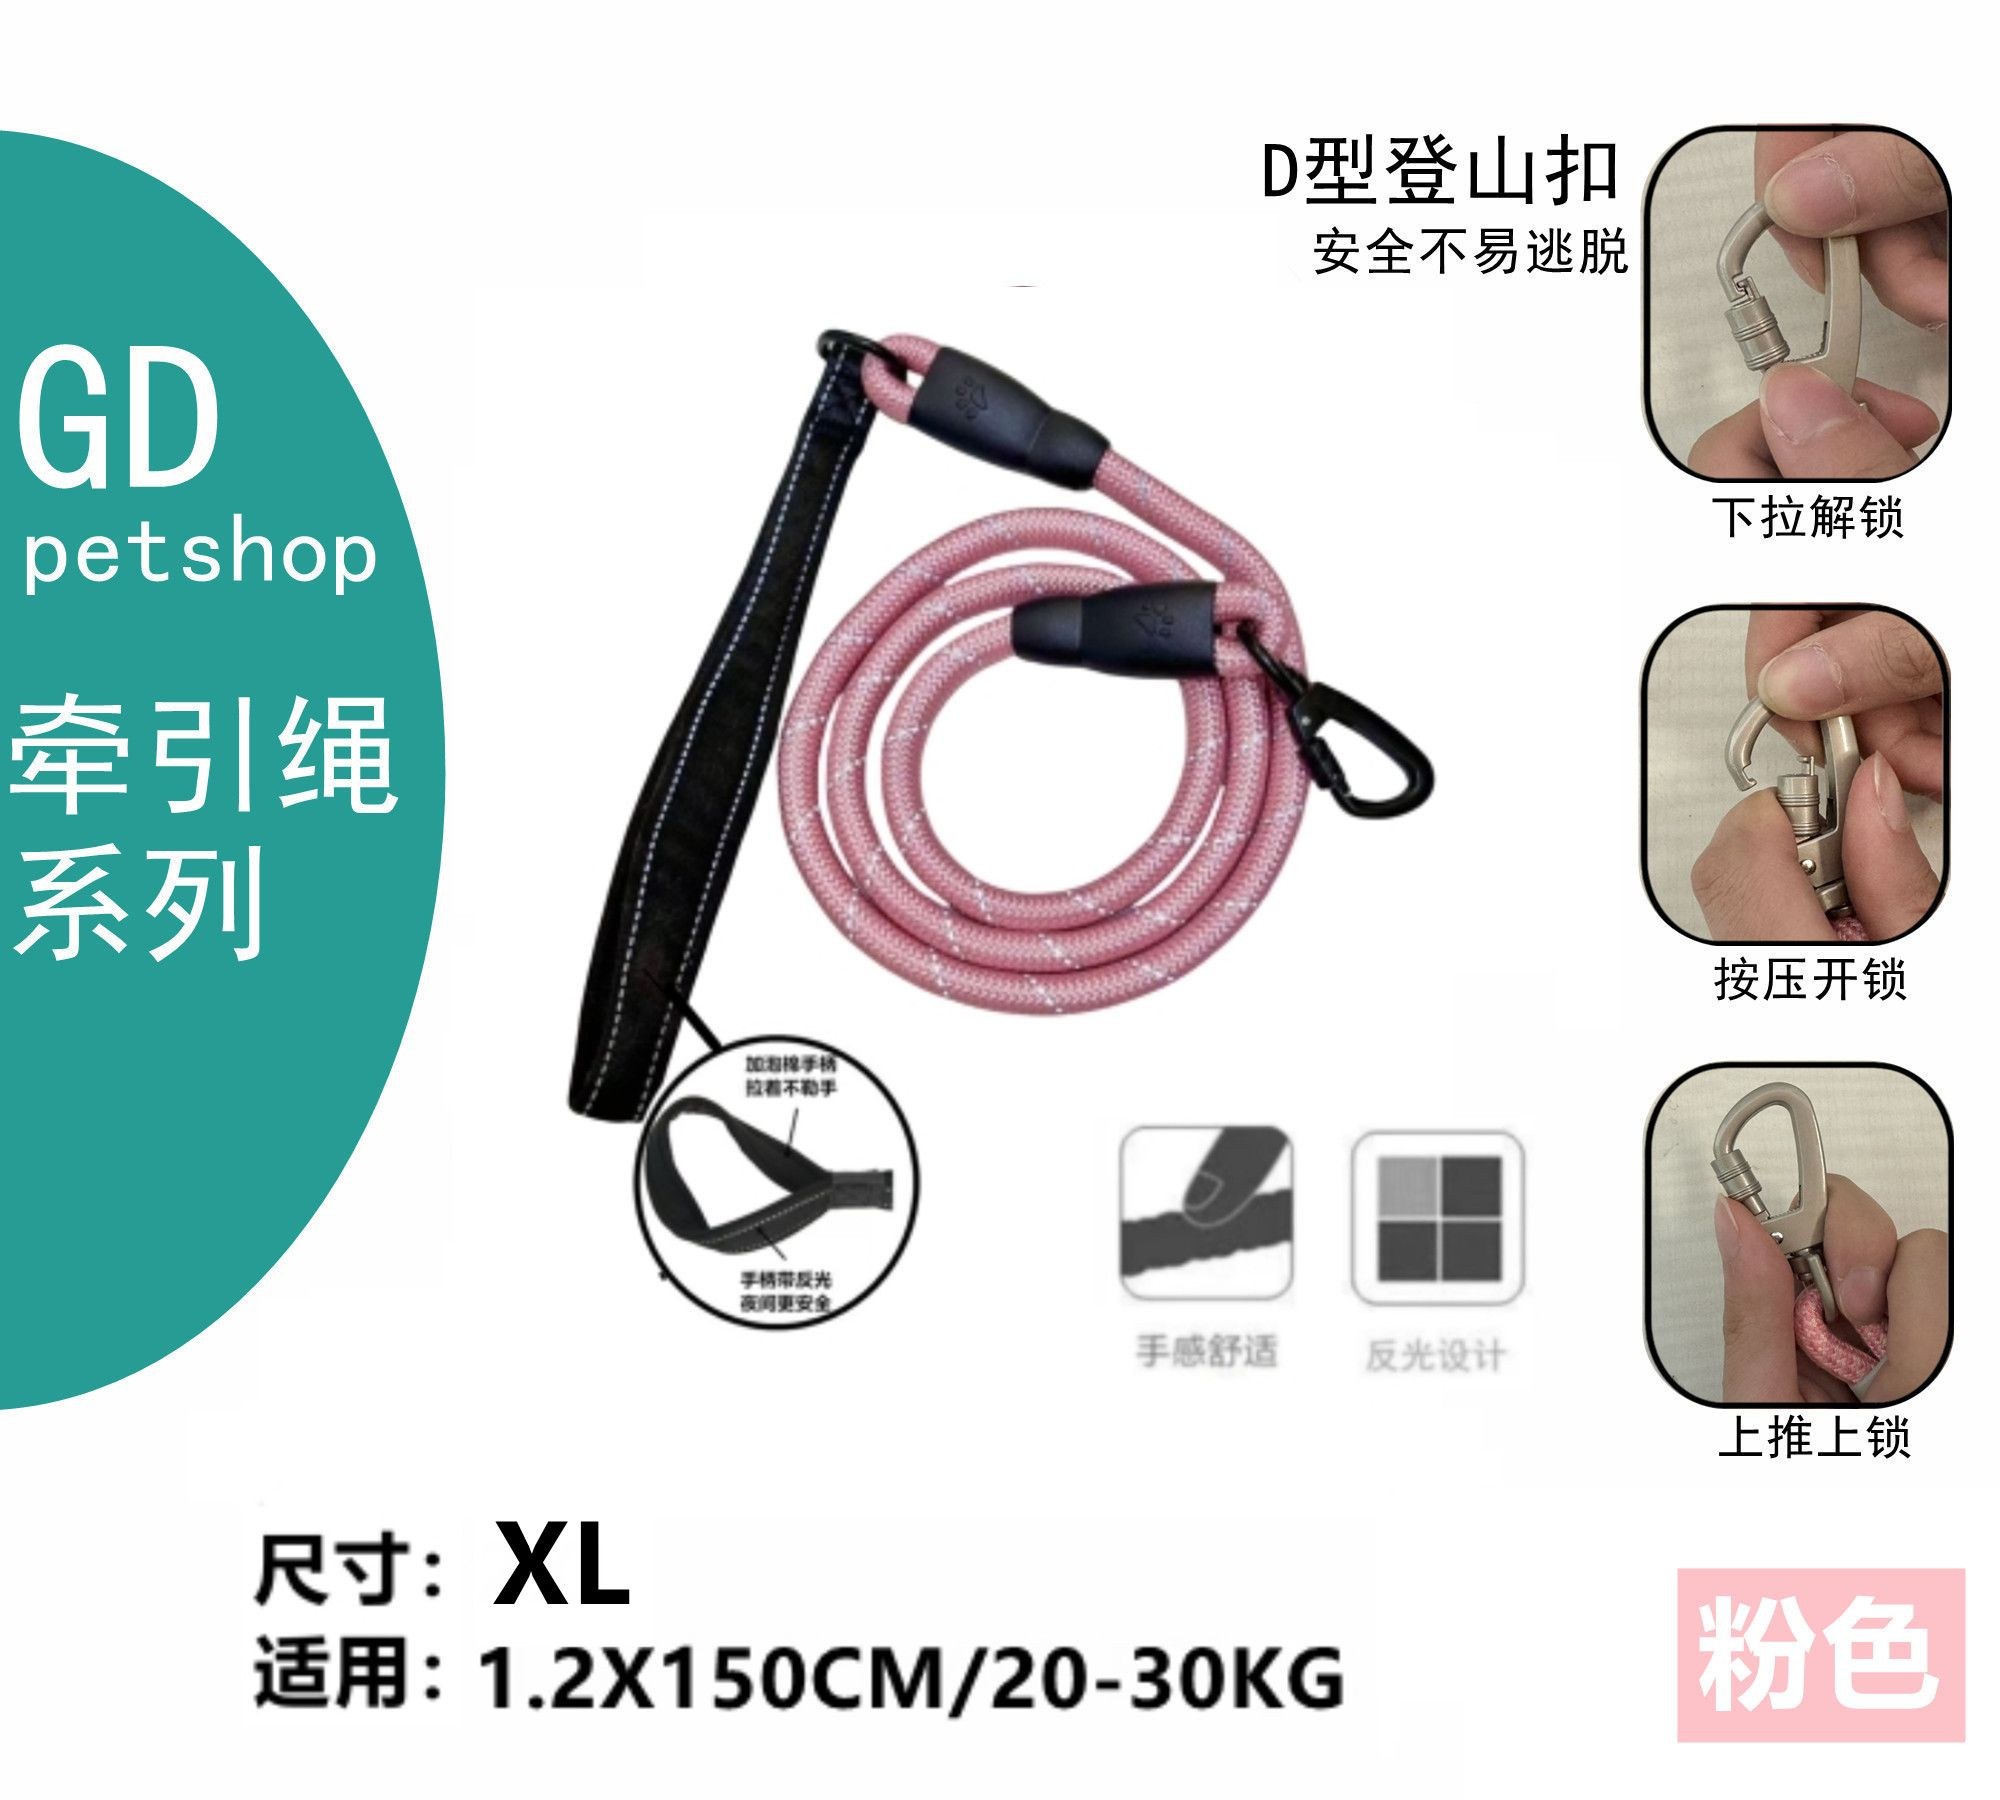 GD
petshop
牵引绳
系列
D型登山扣
安全不易逃脱
下拉解锁
按压开锁
上推上锁
加泡棉手柄
拉着不勒手
手柄带反光
夜间更安全
手感舒适
反光设计
尺寸：XL
适用：1.2X150CM/20-30KG
粉色